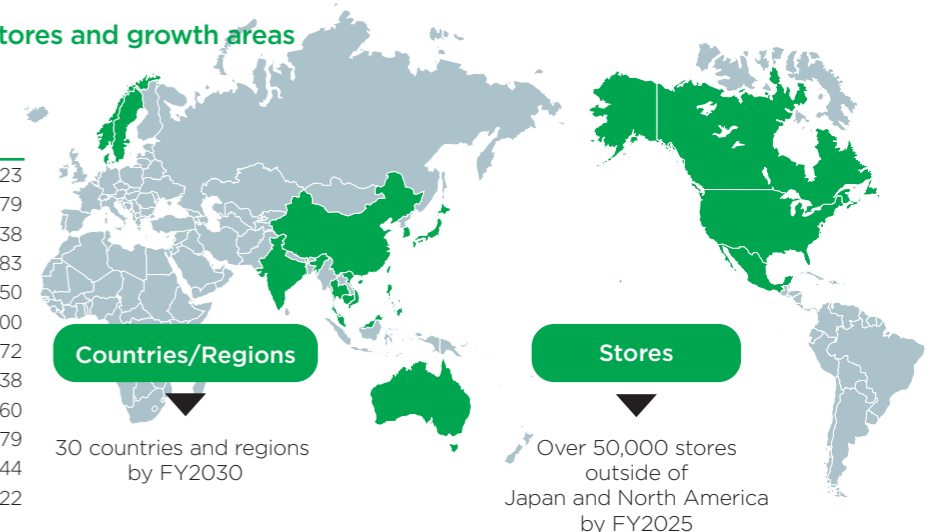 tores and growth areas
23
79
38
83
50
00
72
38
60
79
44
22
Countries/Regions
30 countries and regions
by FY2030
Stores
Over 50,000 stores
outside of
Japan and North America
by FY2025